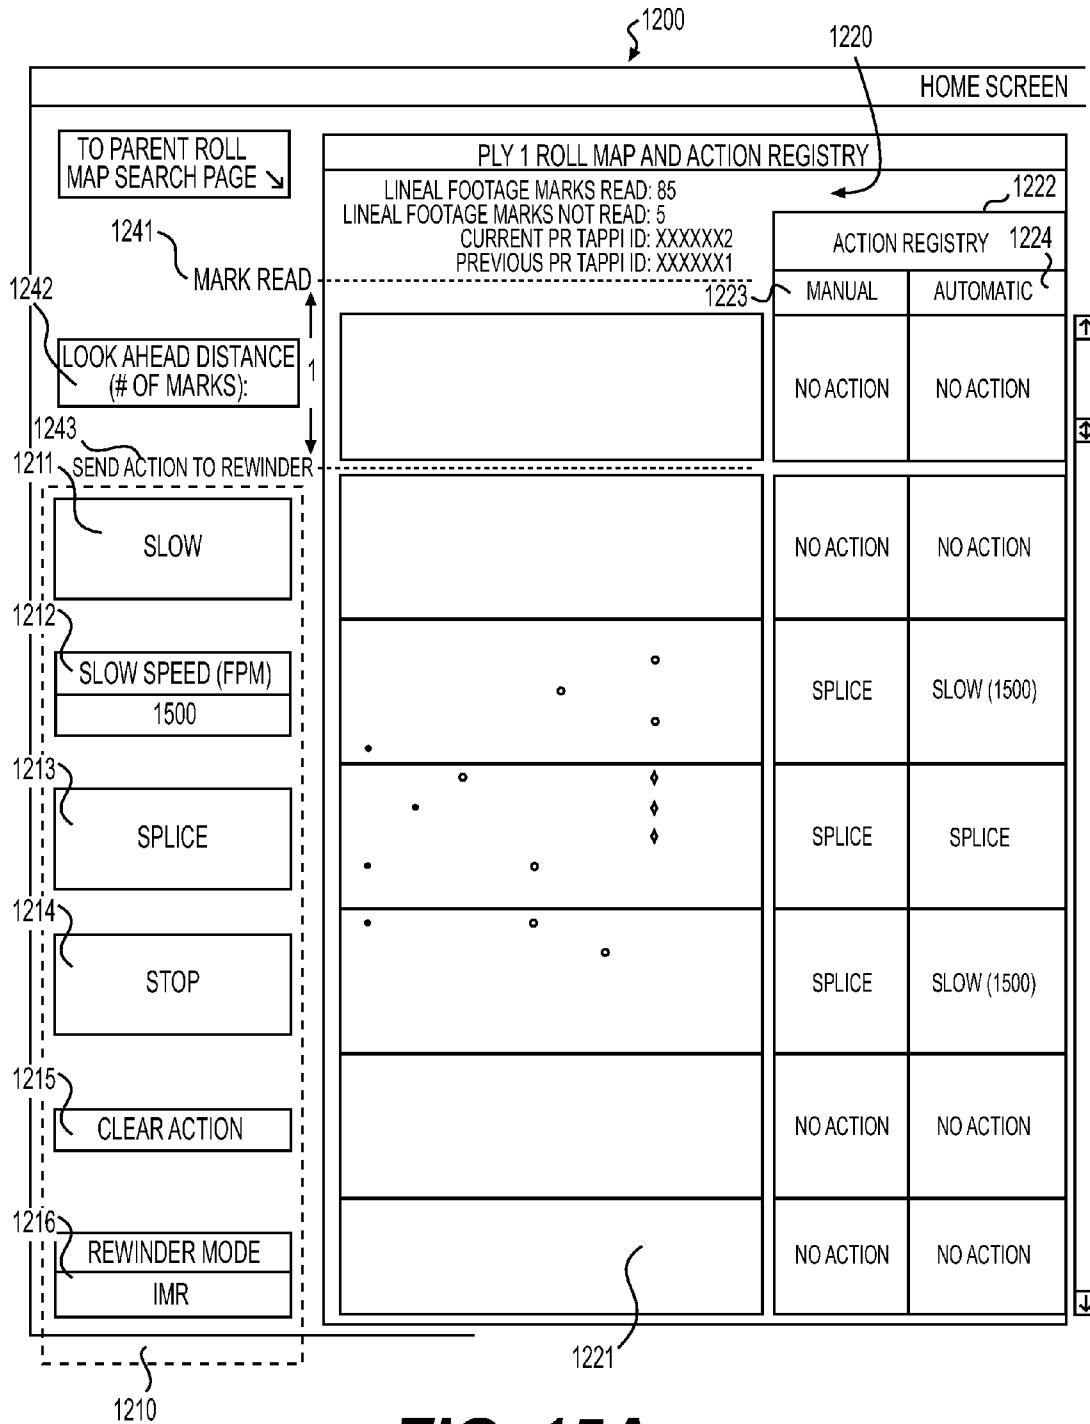 1200
1220
HOME SCREEN
TO PARENT ROLL
MAP SEARCH PAGE
PLY 1 ROLL MAP AND ACTION REGISTRY
LINEAL FOOTAGE MARKS READ: 85
LINEAL FOOTAGE MARKS NOT READ: 5
CURRENT PR TAPPI ID: XXXXXX2
PREVIOUS PR TAPPI ID: XXXXXX1
1222
ACTION REGISTRY
1224
1241
MARK READ
1223
MANUAL
AUTOMATIC
1242
LOOK AHEAD DISTANCE
(# OF MARKS):
1
NO ACTION
NO ACTION
1243
SEND ACTION TO REWINDER
1211
SLOW
NO ACTION
NO ACTION
1212
SLOW SPEED (FPM)
1500
SPLICE
SLOW (1500)
1213
SPLICE
SPLICE
SPLICE
1214
STOP
SPLICE
SLOW (1500)
1215
CLEAR ACTION
NO ACTION
NO ACTION
1216
REWINDER MODE
IMR
NO ACTION
NO ACTION
1221
1210
FIG. 15A